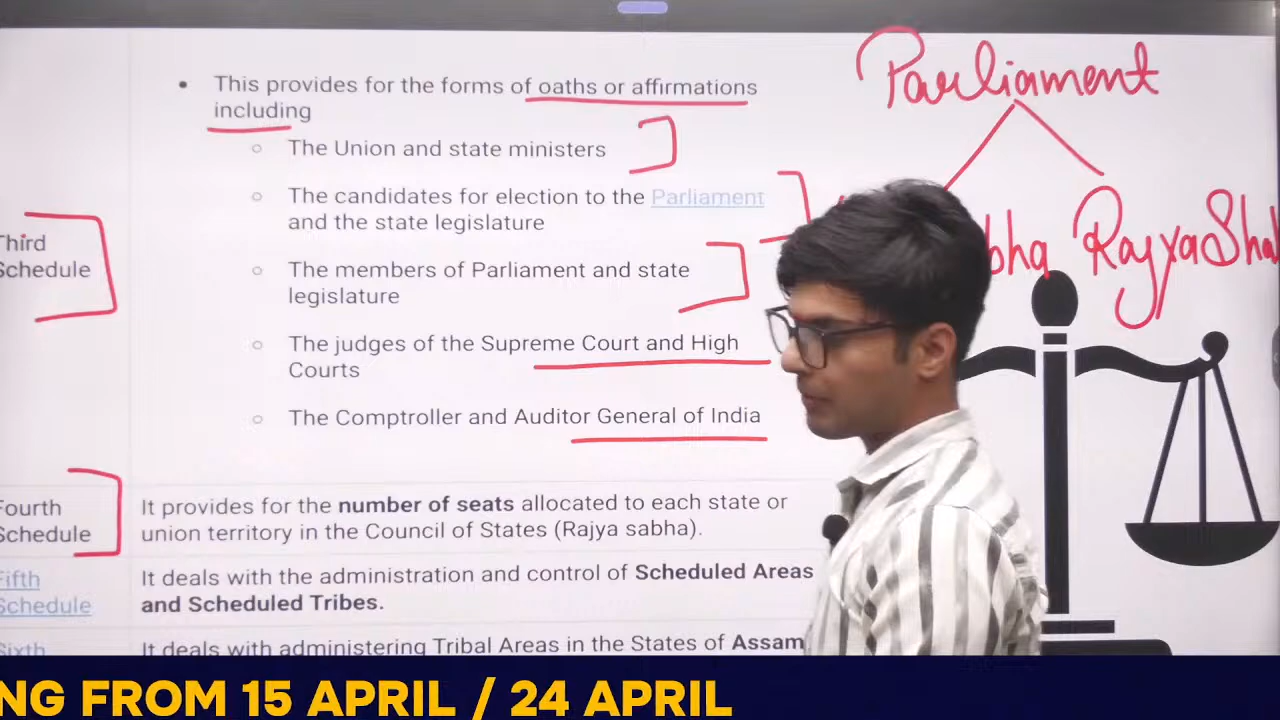 Parliament
This provides for the forms of oaths or affirmations
including
The Union and state ministers
The candidates for election to the Parliament
and the state legislature
RajyaSha
bha
Third
Schedule
The members of Parliament and state
legislature
The judges of the Supreme Court and High
Courts
The Comptroller and Auditor General of India
Fourth
Schedule
It provides for the number of seats allocated to each state or
union territory in the Council of States (Rajya sabha).
Fifth
Schedule
It deals with the administration and control of Scheduled Areas
and Scheduled Tribes.
Sixth
It deals with administering Tribal Areas in the States of Assam
NG FROM 15 APRIL / 24 APRIL